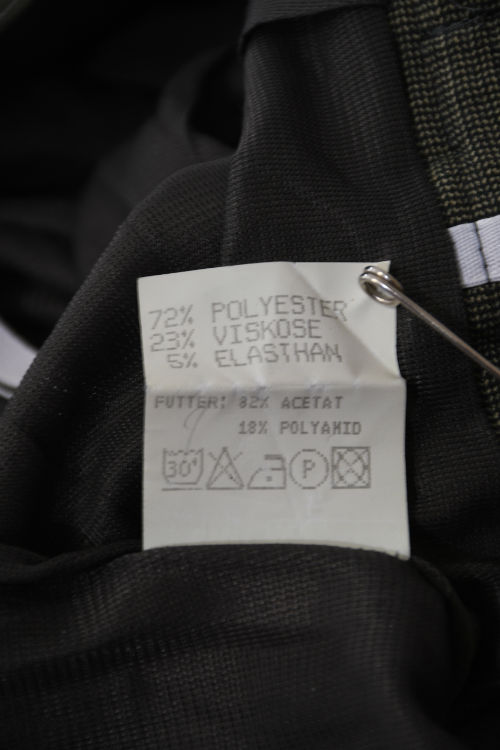 72% POLYESTER
23% VISKOSE
5% ELASTHAN
FUTTER: 82% ACETAT
18% POLYAMID
30° P